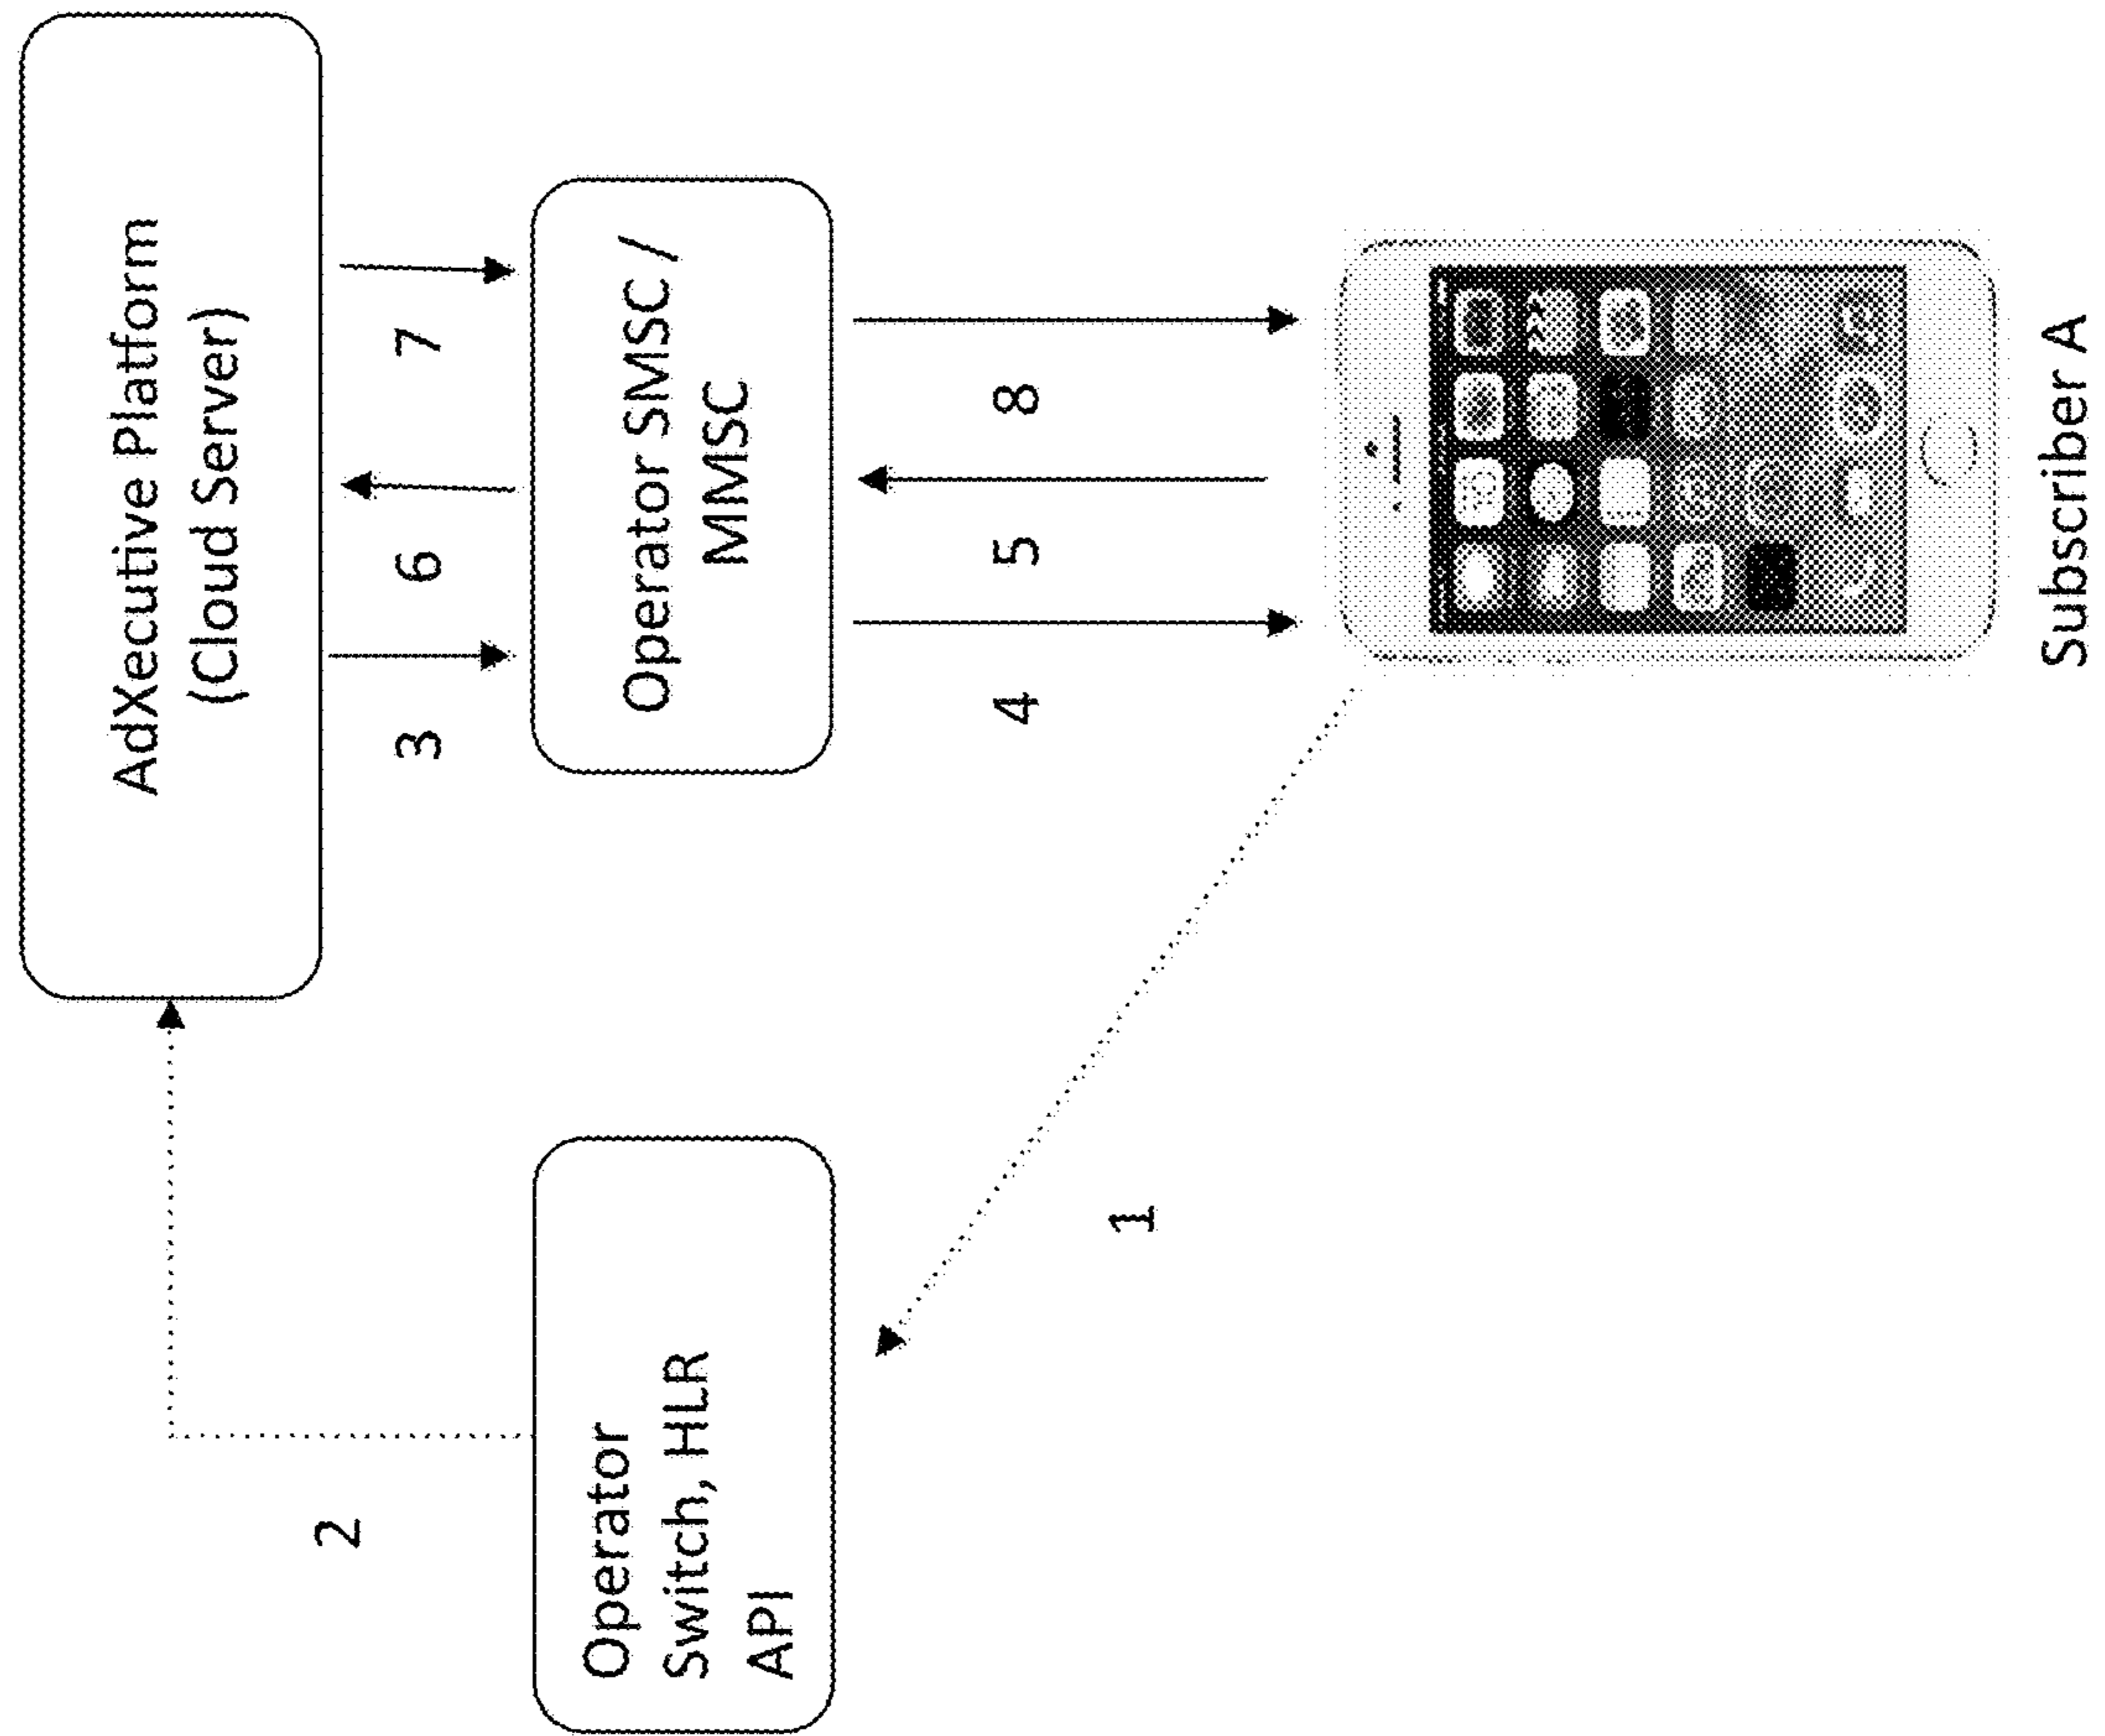 AdXecutive Platform
(Cloud Server)
2
3
6
7
Operator
Switch, HLR
API
Operator SMSC /
MMSC
1
4
5
8
Subscriber A